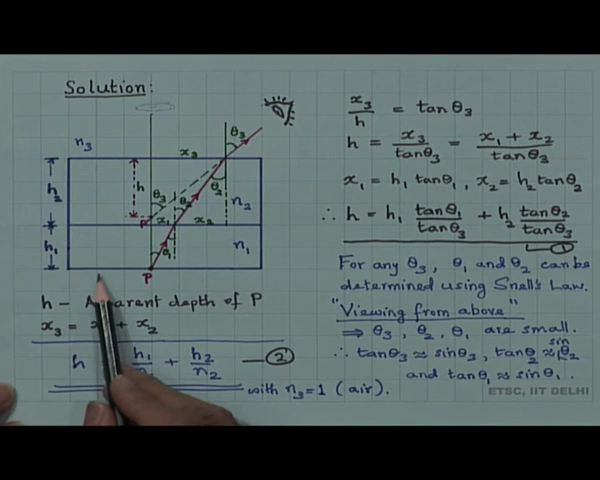 Solution:
n3
θ3
x3
h2
h
θ3
θ2
θ2
n2
P'
x1
x2
h1
θ1
n1
P
h - Apparent depth of P
x3 = x1 + x2
h = h1/n1 + h2/n2 — ②
with n3=1 (air).
x3/h = tanθ3
h = x3/tanθ3 = x1 + x2/tanθ3
x1 = h1 tanθ1, x2 = h2 tanθ2
∴ h = h1 tanθ1/tanθ3 + h2 tanθ2/tanθ3
①
For any θ3, θ1 and θ2 can be
determined using Snell's Law.
"Viewing from above"
⇒ θ3, θ2, θ1 are small.
∴ tanθ3 ≈ sinθ3, tanθ2 ≈ sinθ2
and tanθ1 ≈ sinθ1.
ETSC, IIT DELHI